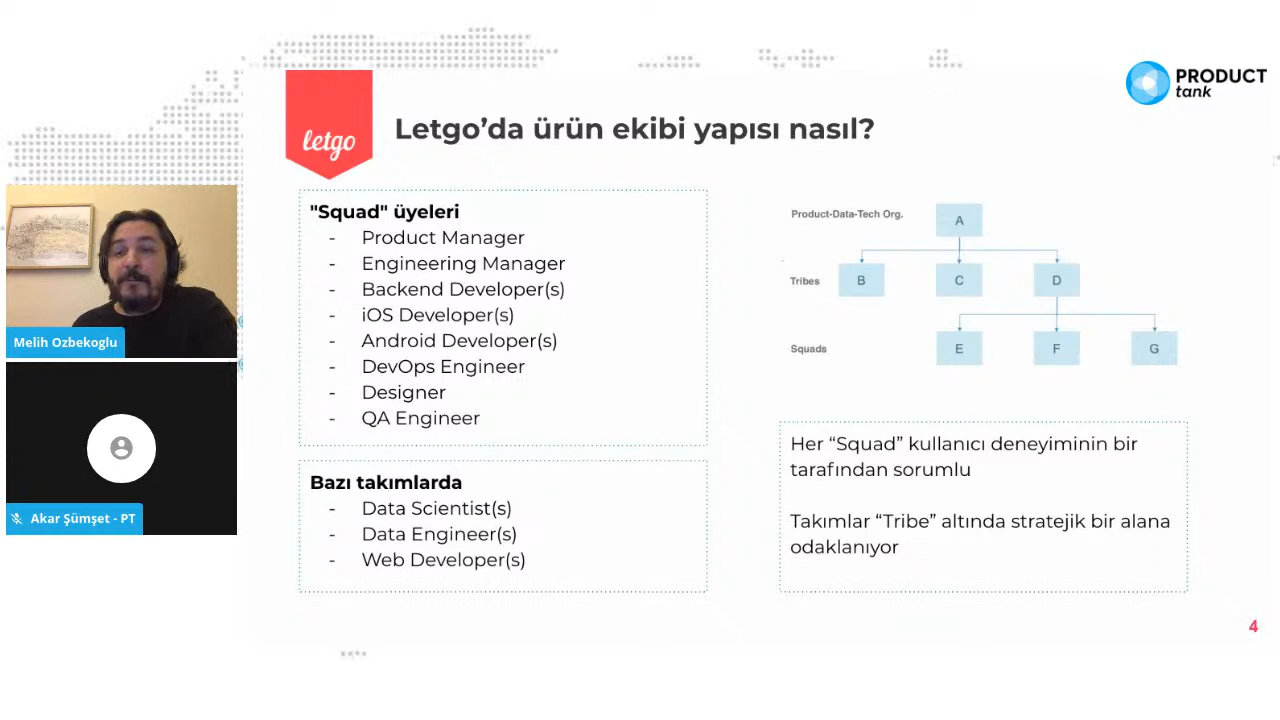 PRODUCT
tank
letgo
Letgo’da ürün ekibi yapısı nasıl?
"Squad" üyeleri
- Product Manager
- Engineering Manager
- Backend Developer(s)
- iOS Developer(s)
- Android Developer(s)
- DevOps Engineer
- Designer
- QA Engineer
Bazı takımlarda
- Data Scientist(s)
- Data Engineer(s)
- Web Developer(s)
Product-Data-Tech Org.
A
Tribes
B
C
D
Squads
E
F
G
Her “Squad” kullanıcı deneyiminin bir
tarafından sorumlu
Takımlar “Tribe” altında stratejik bir alana
odaklanıyor
Melih Ozbekoglu
Akar Şümşet - PT
4